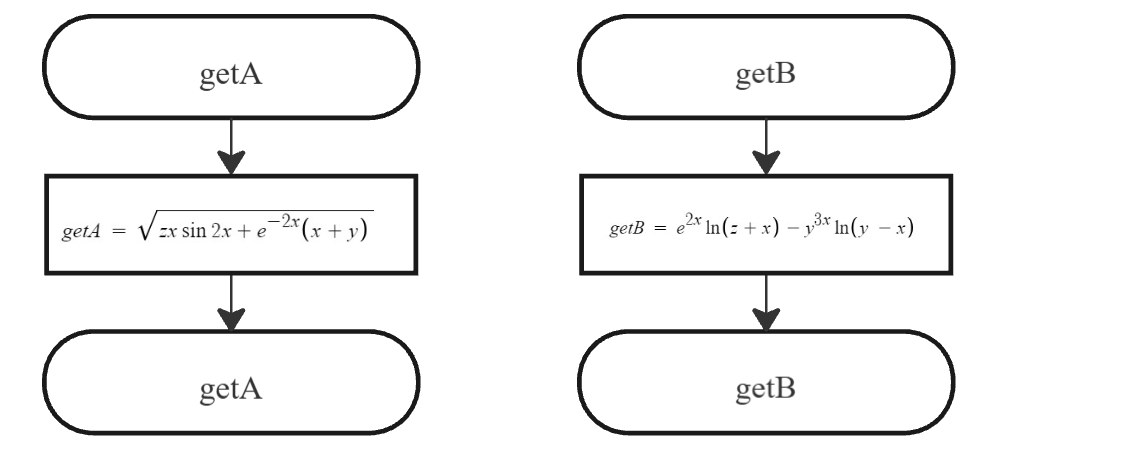 getA
getB
getA = √(zx sin 2x + e^(−2x)(x + y))
getB = e^(2x) ln(z + x) − y^(3x) ln(y − x)
getA
getB